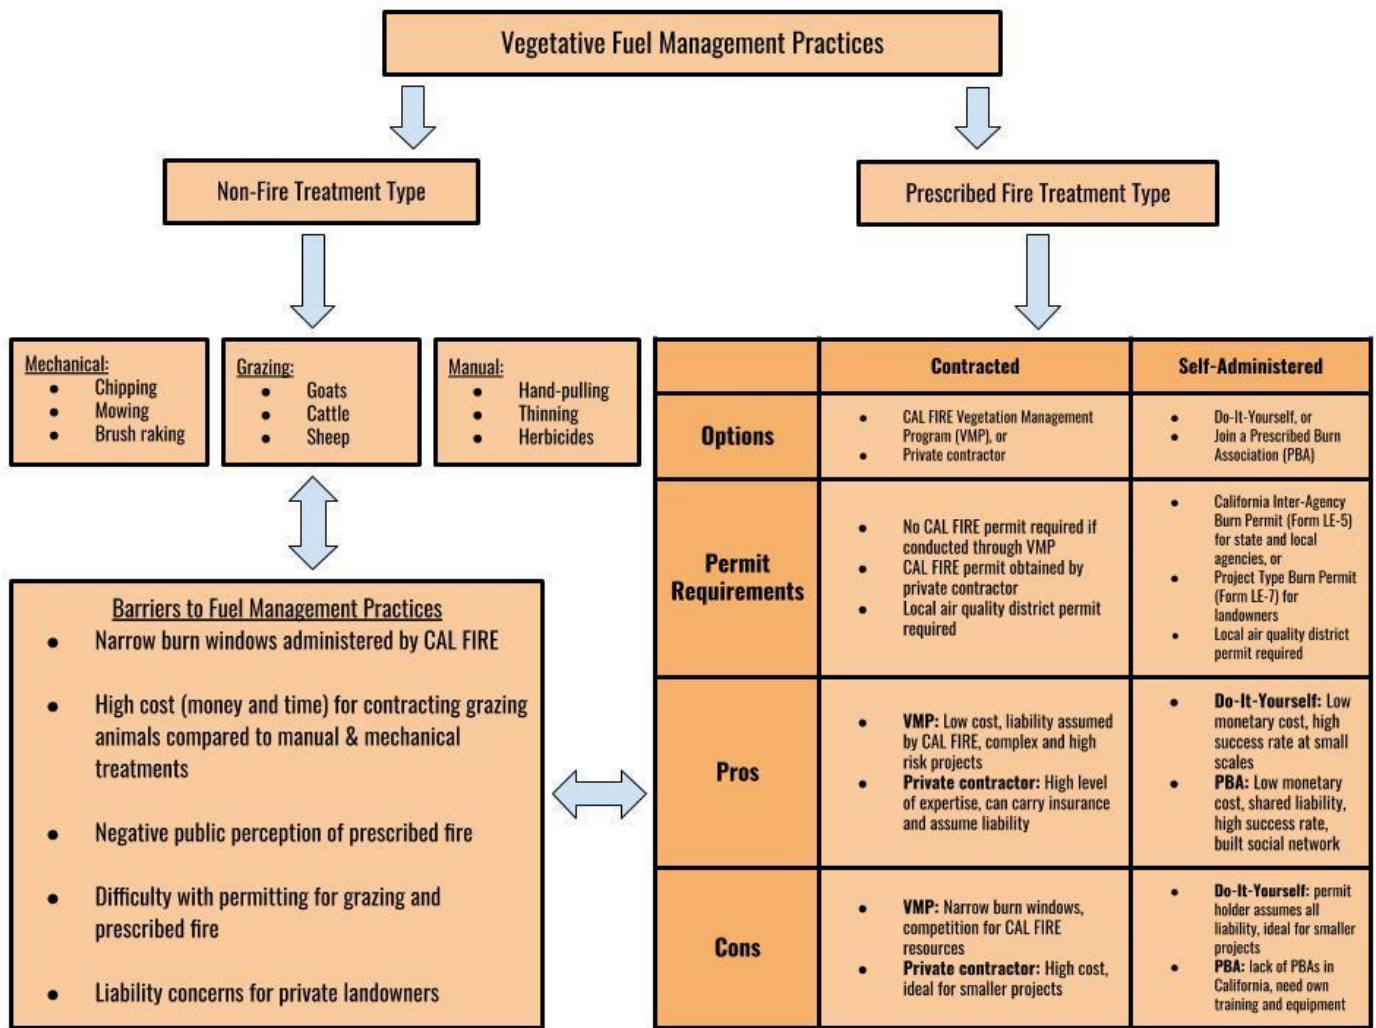 Vegetative Fuel Management Practices
Non-Fire Treatment Type
Prescribed Fire Treatment Type
Mechanical:
● Chipping
● Mowing
● Brush raking
Grazing:
● Goats
● Cattle
● Sheep
Manual:
● Hand-pulling
● Thinning
● Herbicides
Barriers to Fuel Management Practices
● Narrow burn windows administered by CAL FIRE
● High cost (money and time) for contracting grazing
animals compared to manual & mechanical
treatments
● Negative public perception of prescribed fire
● Difficulty with permitting for grazing and
prescribed fire
● Liability concerns for private landowners
Contracted
Self-Administered
Options
● CAL FIRE Vegetation Management
Program (VMP), or
● Private contractor
● Do-It-Yourself, or
● Join a Prescribed Burn
Association (PBA)
Permit
Requirements
● No CAL FIRE permit required if
conducted through VMP
● CAL FIRE permit obtained by
private contractor
● Local air quality district permit
required
● California Inter-Agency
Burn Permit (Form LE-5)
for state and local
agencies, or
● Project Type Burn Permit
(Form LE-7) for
landowners
● Local air quality district
permit required
Pros
● VMP: Low cost, liability assumed
by CAL FIRE, complex and high
risk projects
● Private contractor: High level
of expertise, can carry insurance
and assume liability
● Do-It-Yourself: Low
monetary cost, high
success rate at small
scales
● PBA: Low monetary
cost, shared liability,
high success rate,
built social network
Cons
● VMP: Narrow burn windows,
competition for CAL FIRE
resources
● Private contractor: High cost,
ideal for smaller projects
● Do-It-Yourself: permit
holder assumes all
liability, ideal for smaller
projects
● PBA: lack of PBAs in
California, need own
training and equipment